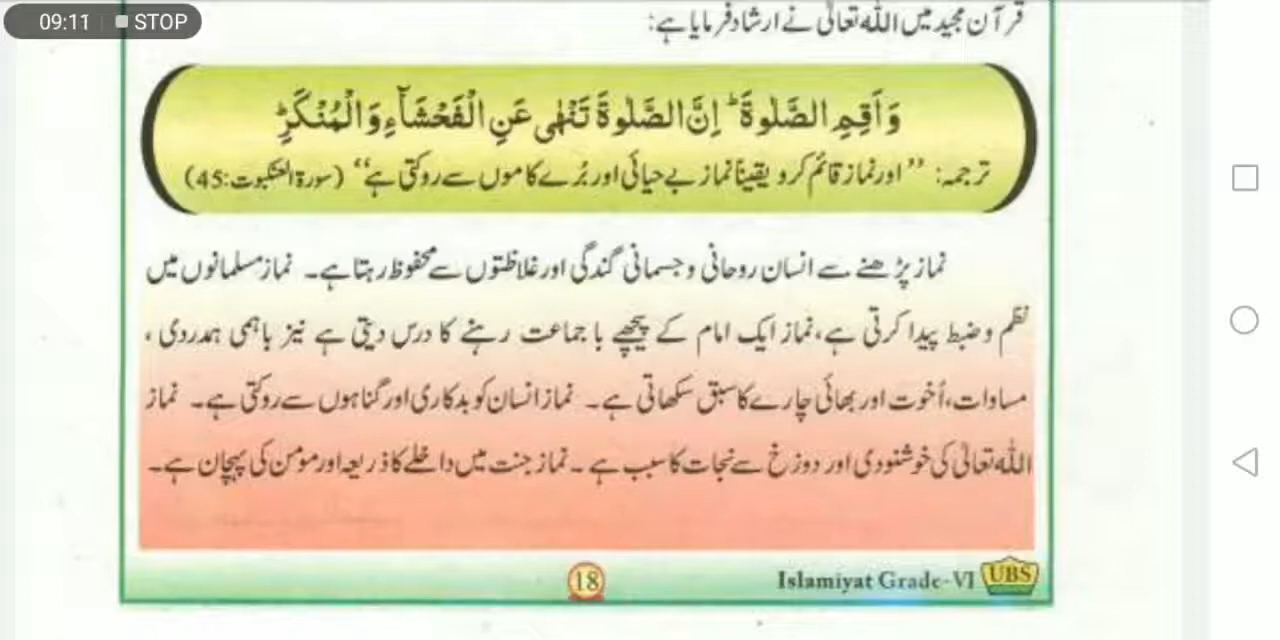 09:11 STOP
قرآن مجید میں اللہ تعالیٰ نے ارشاد فرمایا ہے:
وَاَقِمِ الصَّلٰوةَ ؕ اِنَّ الصَّلٰوةَ تَنْهٰى عَنِ الْفَحْشَآءِ وَ الْمُنْكَرِ ؕ
ترجمہ: ”اور نماز قائم کرو یقیناً نماز بے حیائی اور بُرے کاموں سے روکتی ہے“ (سورۃ العنکبوت:45)
نماز پڑھنے سے انسان روحانی و جسمانی گندگی اور غلاظتوں سے محفوظ رہتا ہے۔ نماز مسلمانوں میں
نظم و ضبط پیدا کرتی ہے، نماز ایک امام کے پیچھے با جماعت رہنے کا درس دیتی ہے نیز باہمی ہمدردی ،
مساوات، اُخوت اور بھائی چارے کا سبق سکھاتی ہے۔ نماز انسان کو بدکاری اور گناہوں سے روکتی ہے۔ نماز
اللہ تعالیٰ کی خوشنودی اور دوزخ سے نجات کا سبب ہے ۔ نماز جنت میں داخلے کا ذریعہ اور مومن کی پہچان ہے۔
18
Islamiyat Grade-VI UBS